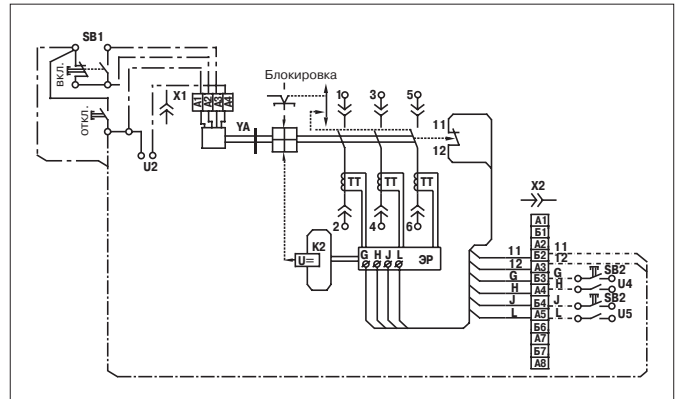 SB1
ВКЛ.
ОТКЛ.
X1
A1 A2 A3 A4
YA
U2
Блокировка
1 3 5
11
12
TT TT TT
2 4 6
K2
U=
G H J L
ЭР
X2
A1
Б1
A2
11 Б2 11
12 A3 12
G Б3 G SB2
H A4 H U4
J Б4 J SB2
L A5 L U5
Б6
A7
Б7
A8